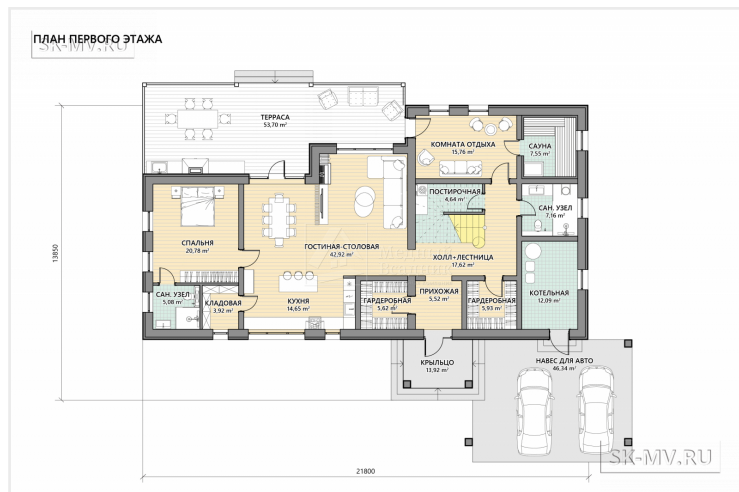 ПЛАН ПЕРВОГО ЭТАЖА
SK-MV.RU
ТЕРРАСА
53,70 m²
КОМНАТА ОТДЫХА
15,76 m²
САУНА
7,55 m²
ПОСТИРОЧНАЯ
4,64 m²
САН. УЗЕЛ
7,16 m²
СПАЛЬНЯ
20,78 m²
ГОСТИНАЯ-СТОЛОВАЯ
42,92 m²
ХОЛЛ+ЛЕСТНИЦА
17,62 m²
САН. УЗЕЛ
5,08 m²
КЛАДОВАЯ
3,92 m²
КУХНЯ
14,65 m²
ГАРДЕРОБНАЯ
5,62 m²
ПРИХОЖАЯ
5,52 m²
ГАРДЕРОБНАЯ
5,93 m²
КОТЕЛЬНАЯ
12,09 m²
КРЫЛЬЦО
13,92 m²
НАВЕС ДЛЯ АВТО
46,34 m²
13850
21800
SK-MV.RU